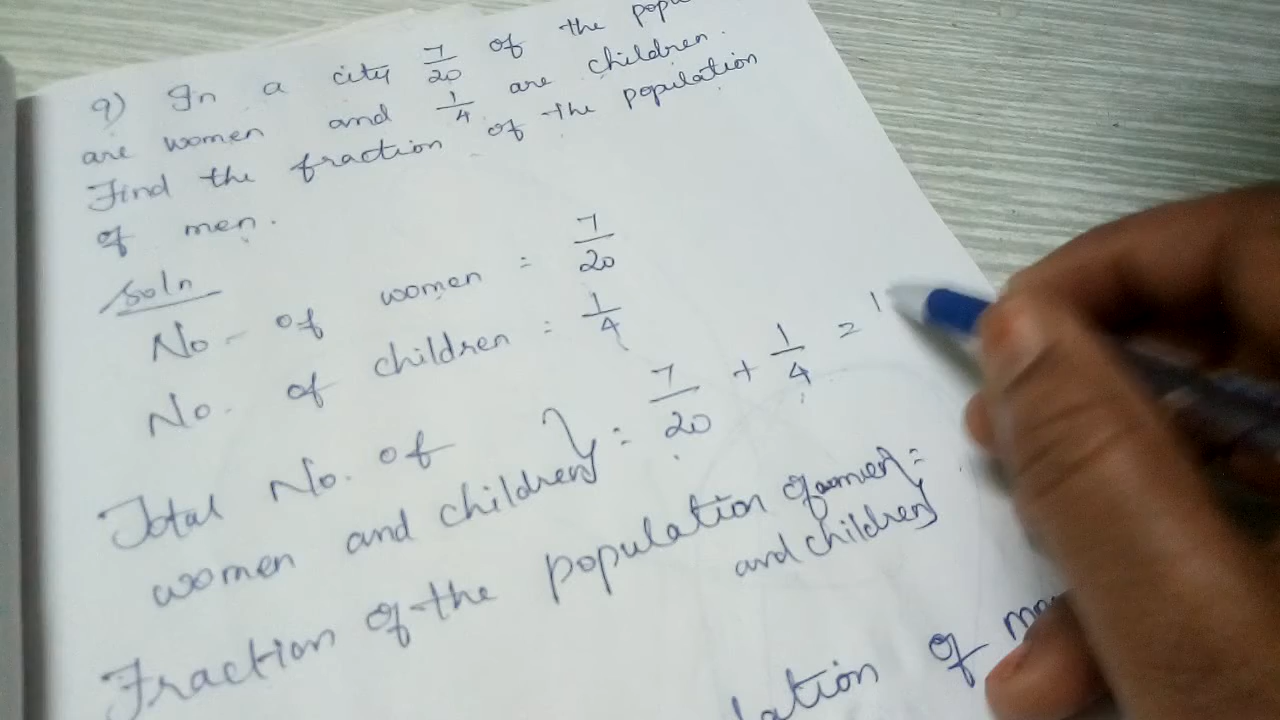 9) In a city 7/20 of the popu
are women and 1/4 are children.
Find the fraction of the population
of men.
Soln
No. of women = 7/20
No. of children = 1/4
Total No. of
women and children} = 7/20 + 1/4 = 1
Fraction of the population of women} =
and children
lation of